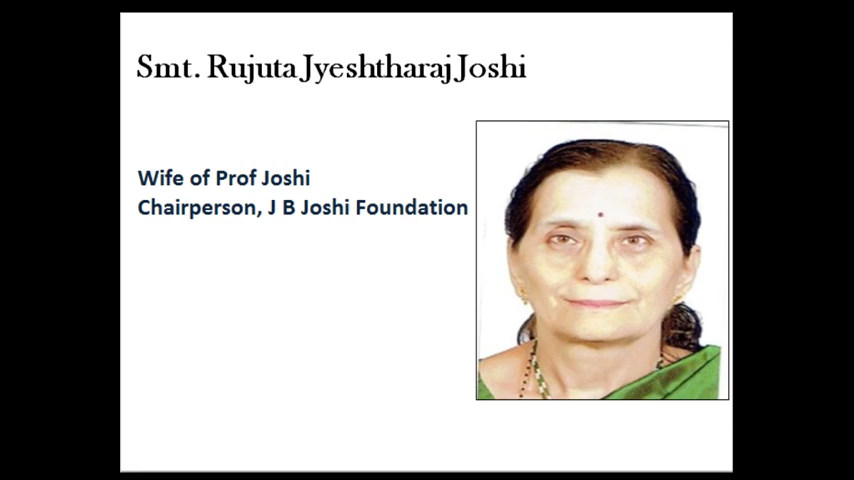 Smt. Rujuta Jyeshtharaj Joshi
Wife of Prof Joshi
Chairperson, J B Joshi Foundation